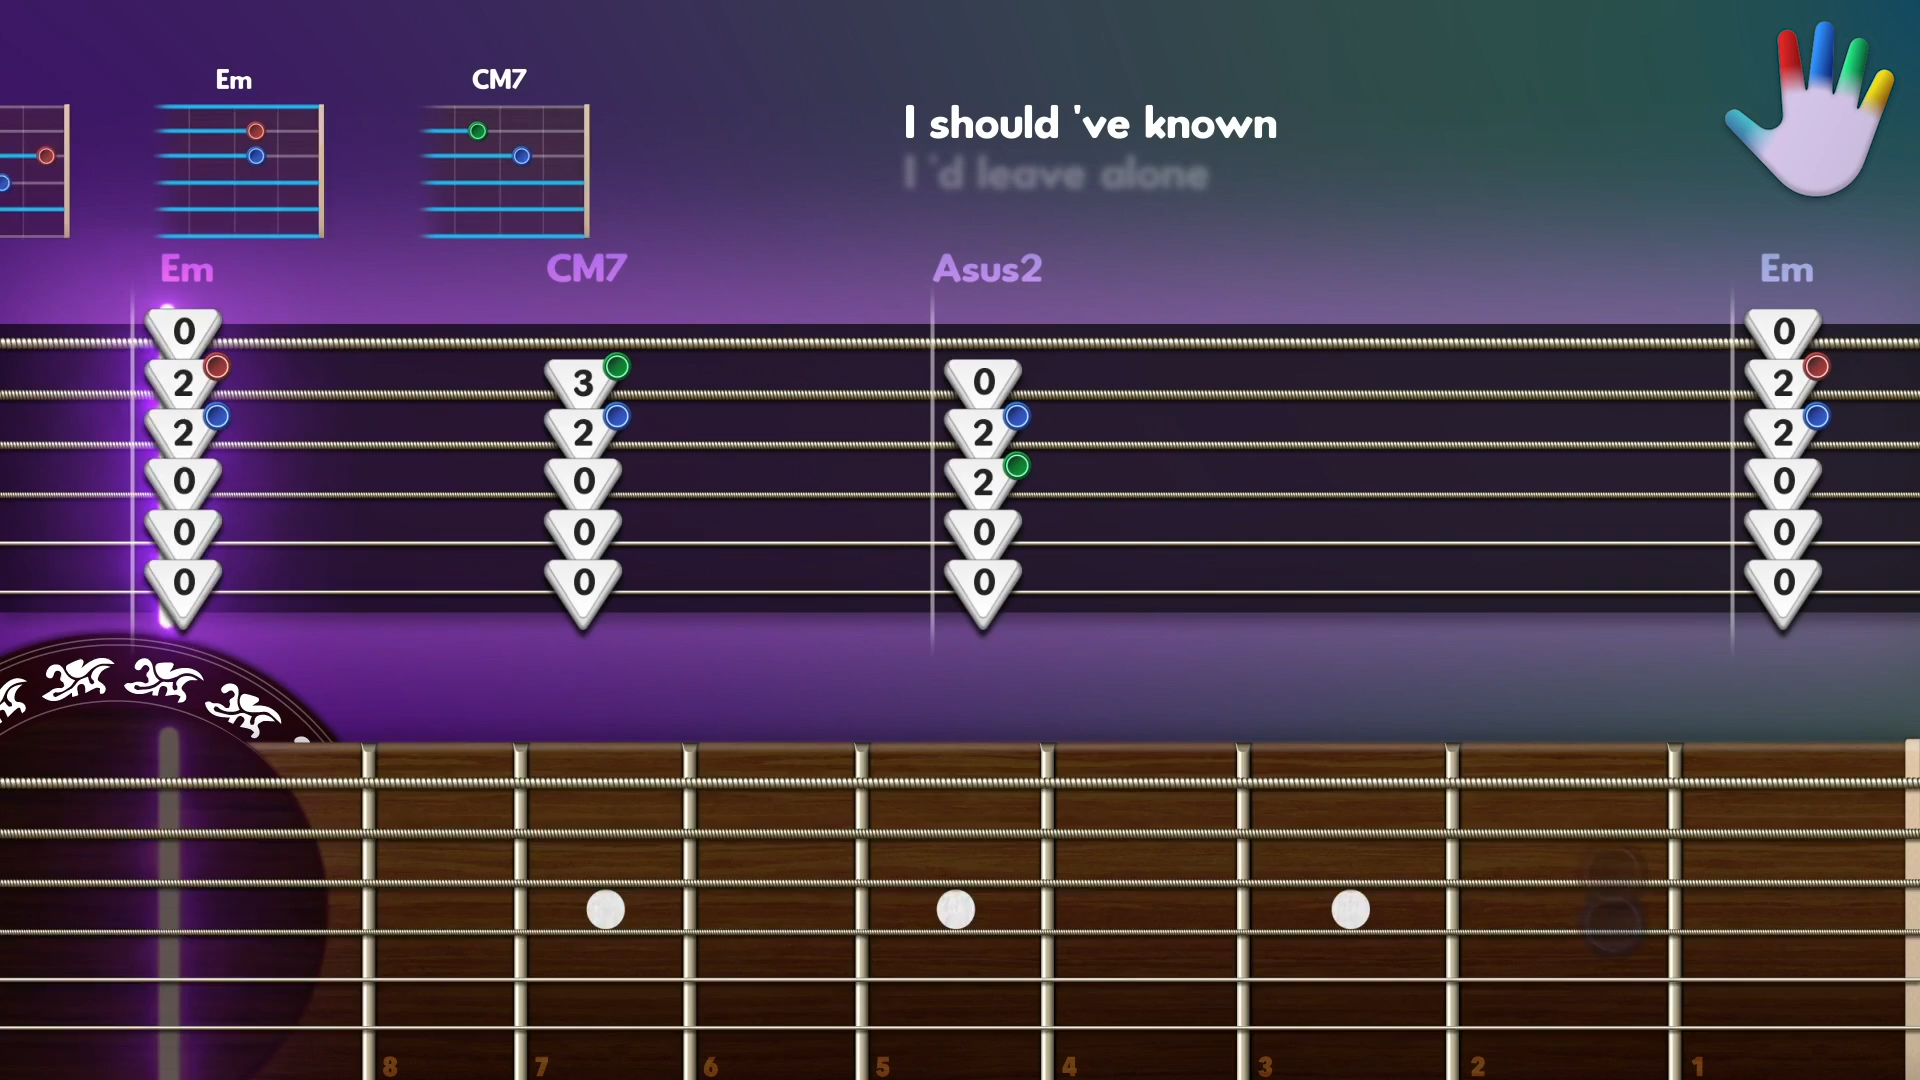 Em CM7
I should 've known
I 'd leave alone
Em CM7 Asus2 Em
0 0
2 3 0 2
2 2 2 2
0 0 2 0
0 0 0 0
0 0 0 0
8 7 6 5 4 3 2 1